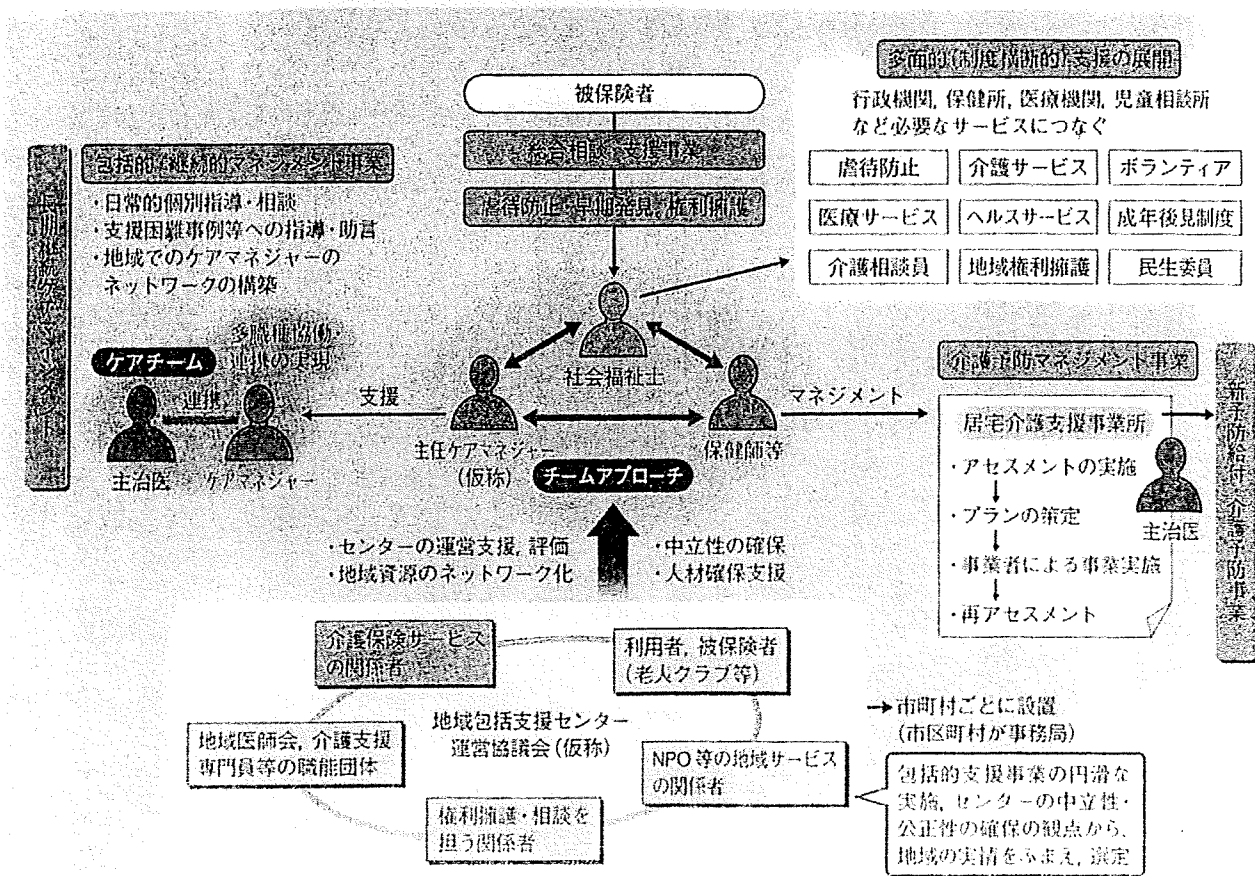 多面的(制度横断的)支援の展開
行政機関, 保健所, 医療機関, 児童相談所
など必要なサービスにつなぐ
虐待防止
介護サービス
ボランティア
医療サービス
ヘルスサービス
成年後見制度
介護相談員
地域権利擁護
民生委員
被保険者
総合相談・支援事業
虐待防止・早期発見・権利擁護
包括的・継続的マネジメント事業
・日常的個別指導・相談
・支援困難事例等への指導・助言
・地域でのケアマネジャーの
ネットワークの構築
多職種協働・
連携の実現
ケアチーム
連携
主治医
ケアマネジャー
支援
社会福祉士
主任ケアマネジャー
(仮称)
保健師等
チームアプローチ
マネジメント
介護予防マネジメント事業
居宅介護支援事業所
・アセスメントの実施
・プランの策定
・事業者による事業実施
・再アセスメント
主治医
新予防給付・介護予防事業
・センターの運営支援, 評価
・地域資源のネットワーク化
・中立性の確保
・人材確保支援
介護保険サービス
の関係者
利用者, 被保険者
(老人クラブ等)
地域医師会, 介護支援
専門員等の職能団体
地域包括支援センター
運営協議会(仮称)
NPO等の地域サービス
の関係者
権利擁護・相談を
担う関係者
→市町村ごとに設置
(市区町村が事務局)
包括的支援事業の円滑な
実施, センターの中立性・
公正性の確保の観点から,
地域の実情をふまえ, 選定